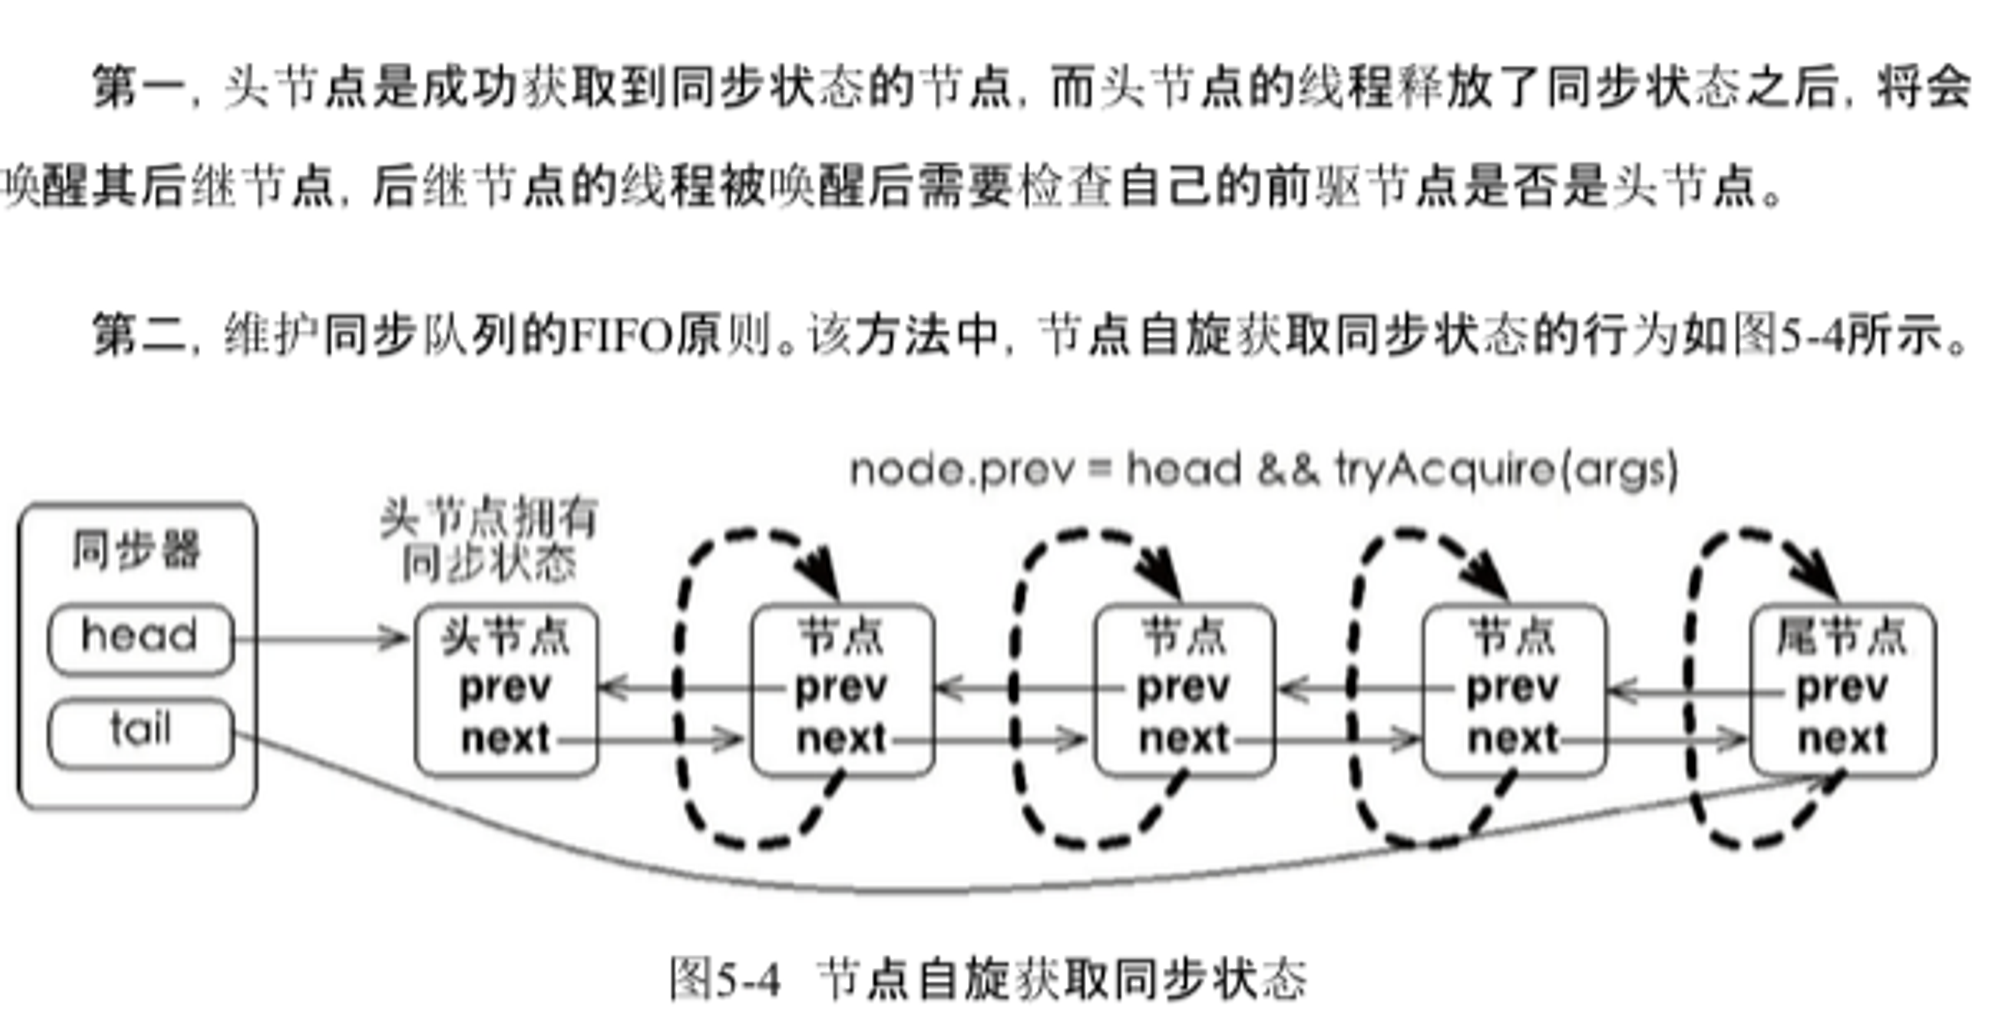 第一，头节点是成功获取到同步状态的节点，而头节点的线程释放了同步状态之后，将会
唤醒其后继节点，后继节点的线程被唤醒后需要检查自己的前驱节点是否是头节点。
第二，维护同步队列的FIFO原则。该方法中，节点自旋获取同步状态的行为如图5-4所示。
node.prev = head && tryAcquire(args)
头节点拥有
同步状态
同步器
head
tail
头节点
prev
next
节点
prev
next
节点
prev
next
节点
prev
next
尾节点
prev
next
图5-4 节点自旋获取同步状态